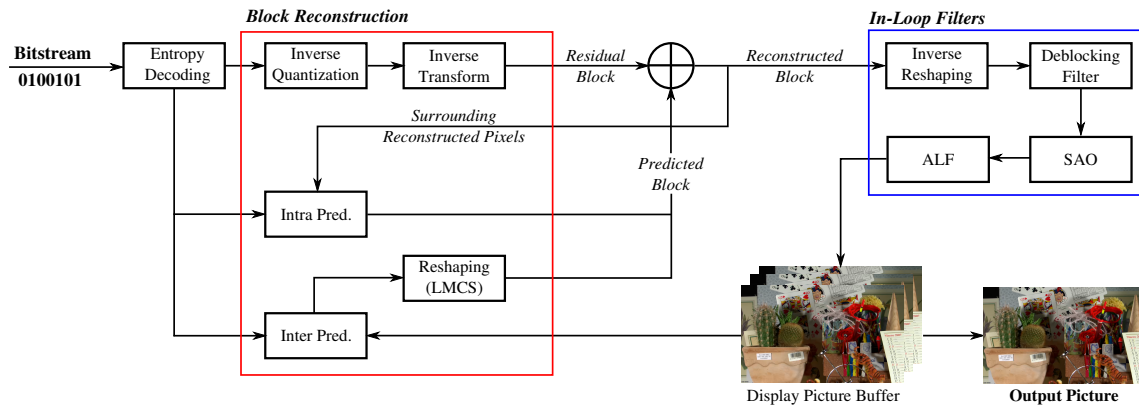 Block Reconstruction
In-Loop Filters
Bitstream
0100101
Entropy
Decoding
Inverse
Quantization
Inverse
Transform
Residual
Block
Reconstructed
Block
Inverse
Reshaping
Deblocking
Filter
Surrounding
Reconstructed Pixels
Predicted
Block
ALF
SAO
Intra Pred.
Reshaping
(LMCS)
Inter Pred.
Display Picture Buffer
Output Picture